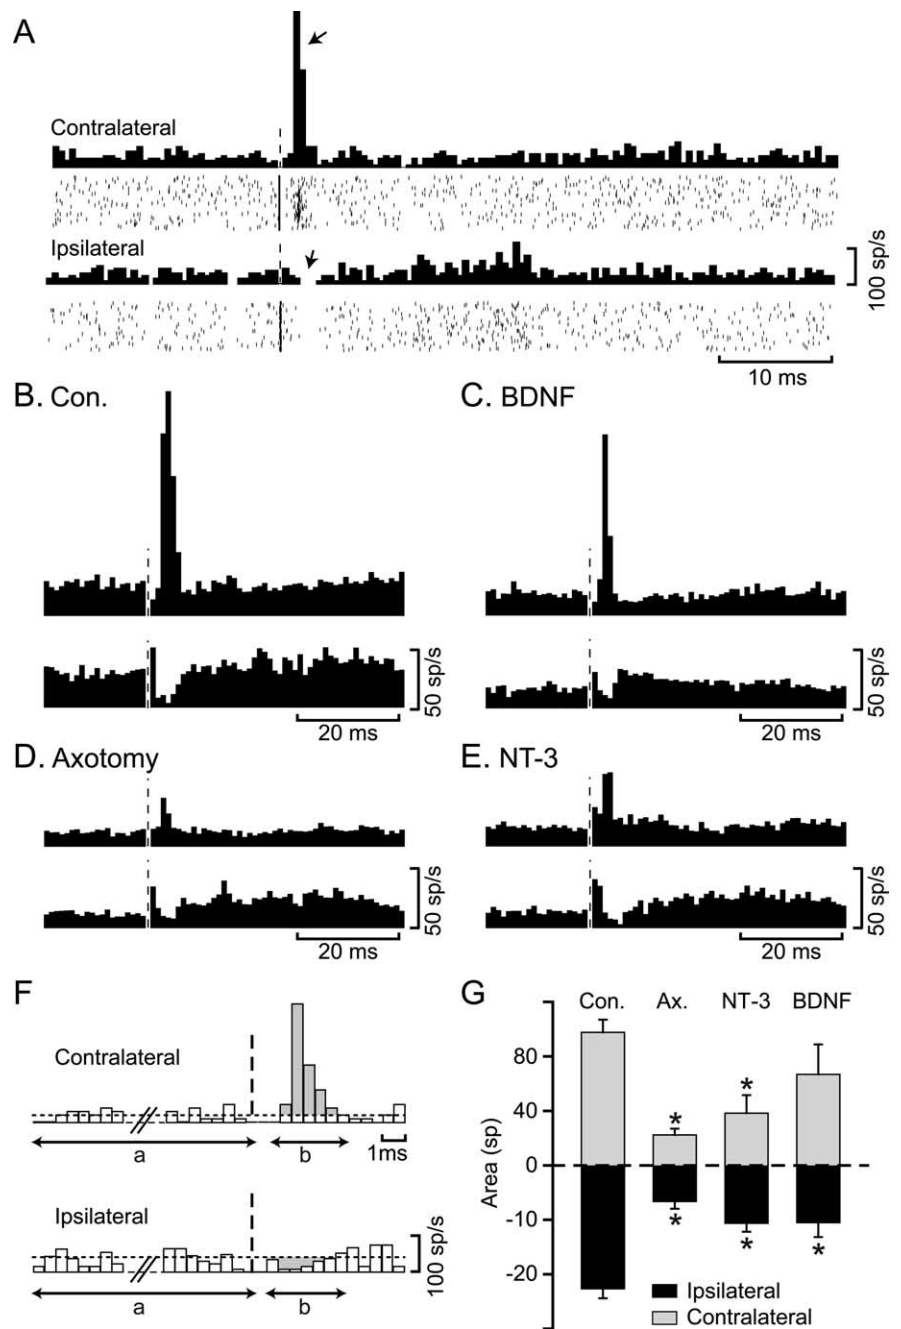 A
Contralateral
Ipsilateral
100 sp/s
10 ms
B. Con.
C. BDNF
50 sp/s
50 sp/s
20 ms
20 ms
D. Axotomy
E. NT-3
50 sp/s
50 sp/s
20 ms
20 ms
F
Contralateral
a
b
1ms
Ipsilateral
100 sp/s
a
b
G
Con. Ax. NT-3 BDNF
80
40
0
-10
-20
Area (sp)
* * 
* * *
Ipsilateral
Contralateral